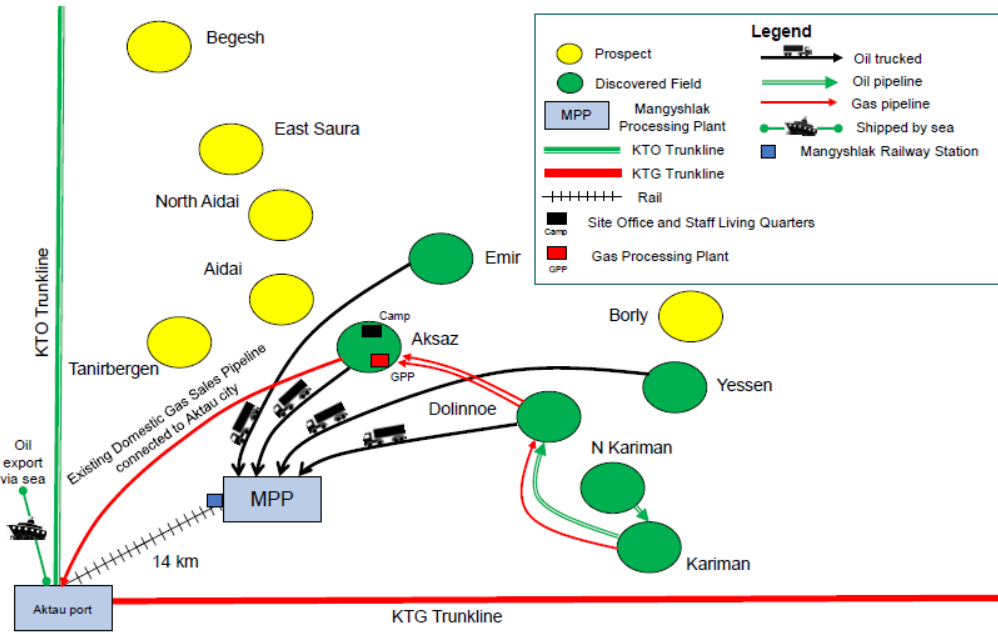 Begesh
East Saura
North Aidai
Aidai
Tanirbergen
Emir
Camp
Aksaz
GPP
Borly
Yessen
Dolinnoe
N Kariman
Kariman
KTO Trunkline
Existing Domestic Gas Sales Pipeline
connected to Aktau city
Oil
export
via sea
MPP
14 km
Aktau port
KTG Trunkline
Legend
Prospect
Discovered Field
MPP
Mangyshlak
Processing Plant
KTO Trunkline
KTG Trunkline
Rail
Camp
Site Office and Staff Living Quarters
GPP
Gas Processing Plant
Oil trucked
Oil pipeline
Gas pipeline
Shipped by sea
Mangyshlak Railway Station